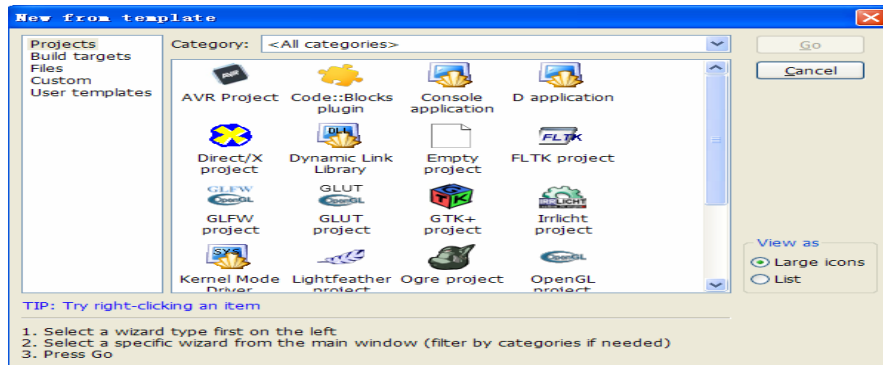 New from template
Projects
Build targets
Files
Custom
User templates
Category: <All categories>
Go
Cancel
AVR
AVR Project
Code::Blocks
plugin
Console
application
D application
DLL
FLTK
Direct/X
project
Dynamic Link
Library
Empty
project
FLTK project
GLFW
OpenGL
GLUT
OpenGL
GTK
IRRLICHT
GLFW
project
GLUT
project
GTK+
project
Irrlicht
project
SYS
OpenGL
Kernel Mode
Driver
Lightfeather
project
Ogre project
OpenGL
project
View as
Large icons
List
TIP: Try right-clicking an item
1. Select a wizard type first on the left
2. Select a specific wizard from the main window (filter by categories if needed)
3. Press Go